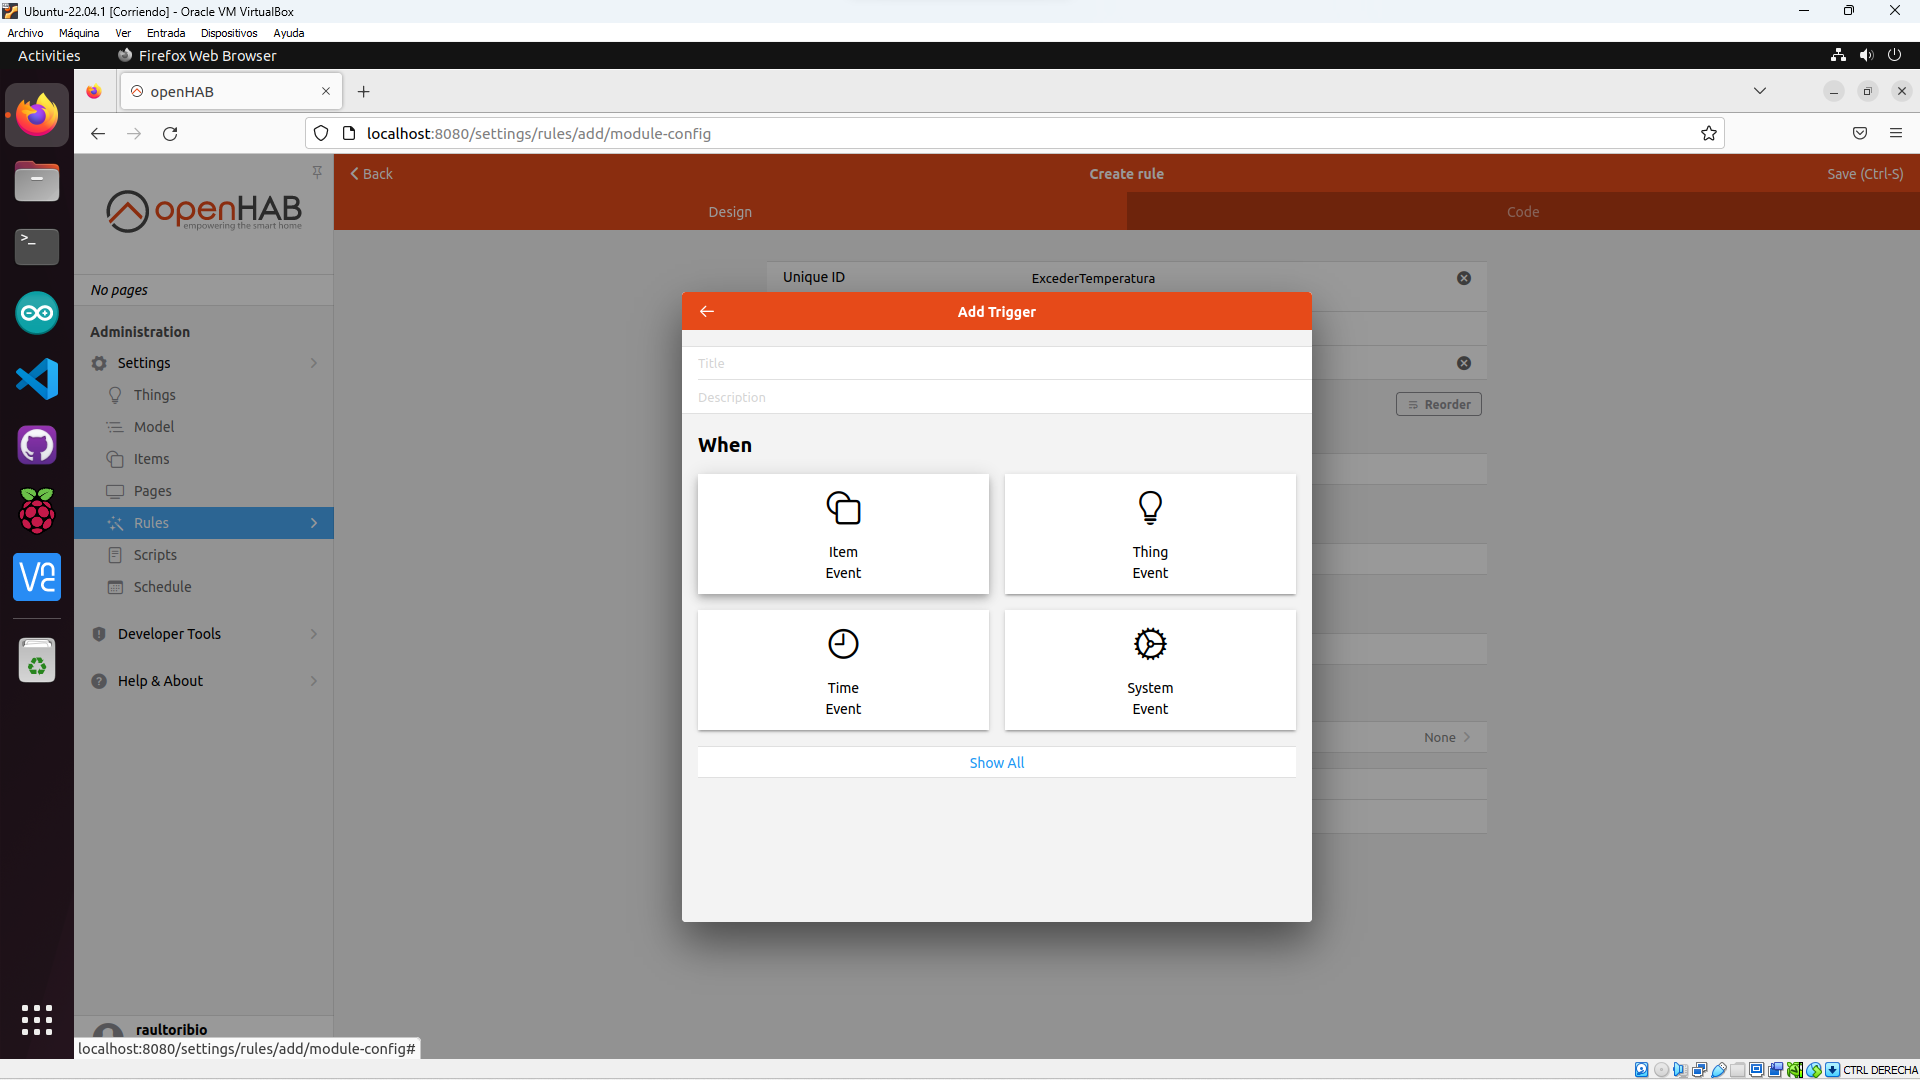 Ubuntu-22.04.1 [Corriendo] - Oracle VM VirtualBox
Archivo Máquina Ver Entrada Dispositivos Ayuda
Activities Firefox Web Browser
openHAB
localhost:8080/settings/rules/add/module-config
openHAB
empowering the smart home
Back
Create rule
Save (Ctrl-S)
Design
Code
No pages
Administration
Settings
Things
Model
Items
Pages
Rules
Scripts
Schedule
Developer Tools
Help & About
raultoribio
Unique ID
ExcederTemperatura
Reorder
None
Add Trigger
Title
Description
When
Item
Event
Thing
Event
Time
Event
System
Event
Show All
localhost:8080/settings/rules/add/module-config#
CTRL DERECHA